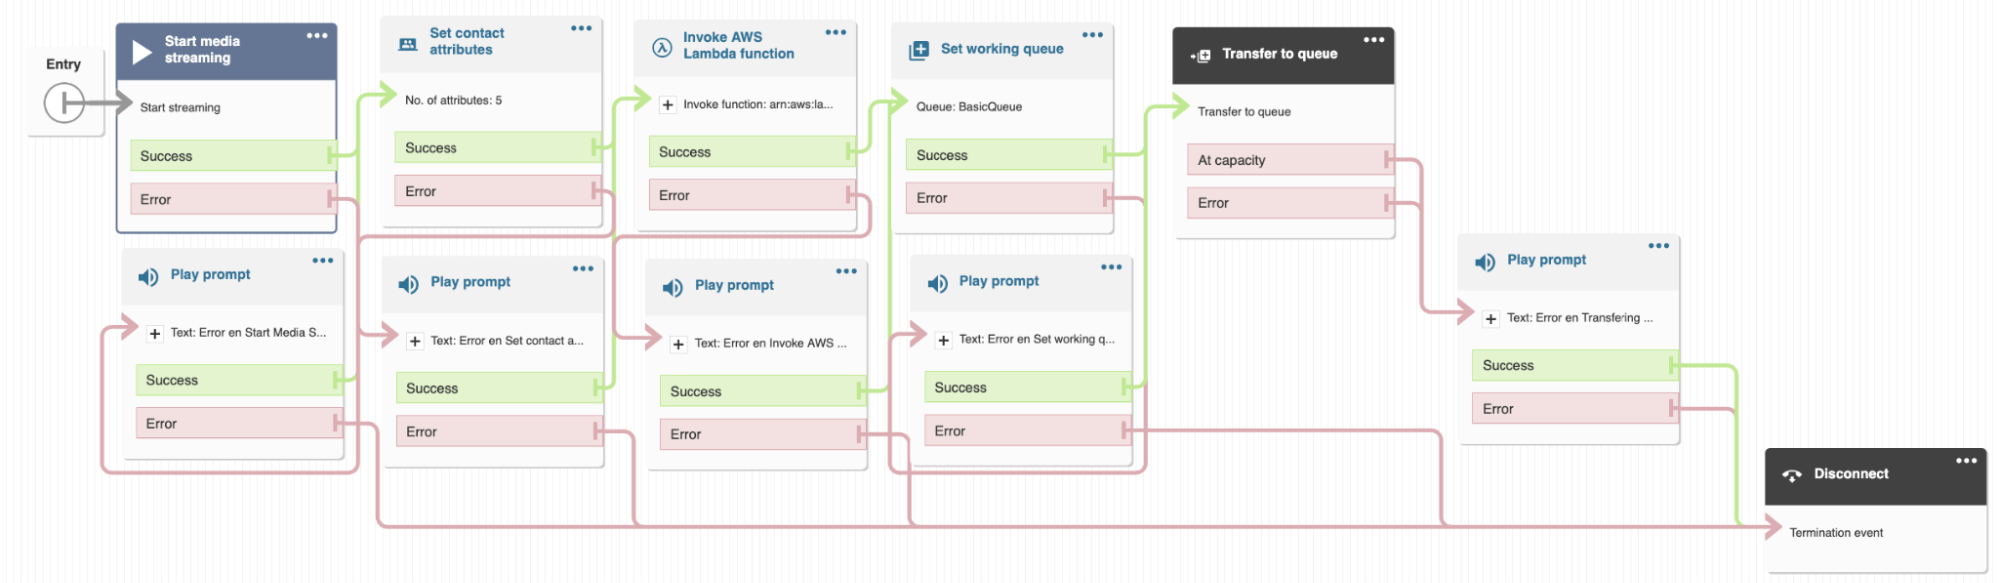 Entry
Start media
streaming
Start streaming
Success
Error
Set contact
attributes
No. of attributes: 5
Success
Error
Invoke AWS
Lambda function
Invoke function: arn:aws:la...
Success
Error
Set working queue
Queue: BasicQueue
Success
Error
Transfer to queue
Transfer to queue
At capacity
Error
Play prompt
Text: Error en Start Media S...
Success
Error
Play prompt
Text: Error en Set contact a...
Success
Error
Play prompt
Text: Error en Invoke AWS ...
Success
Error
Play prompt
Text: Error en Set working q...
Success
Error
Play prompt
Text: Error en Transfering ...
Success
Error
Disconnect
Termination event